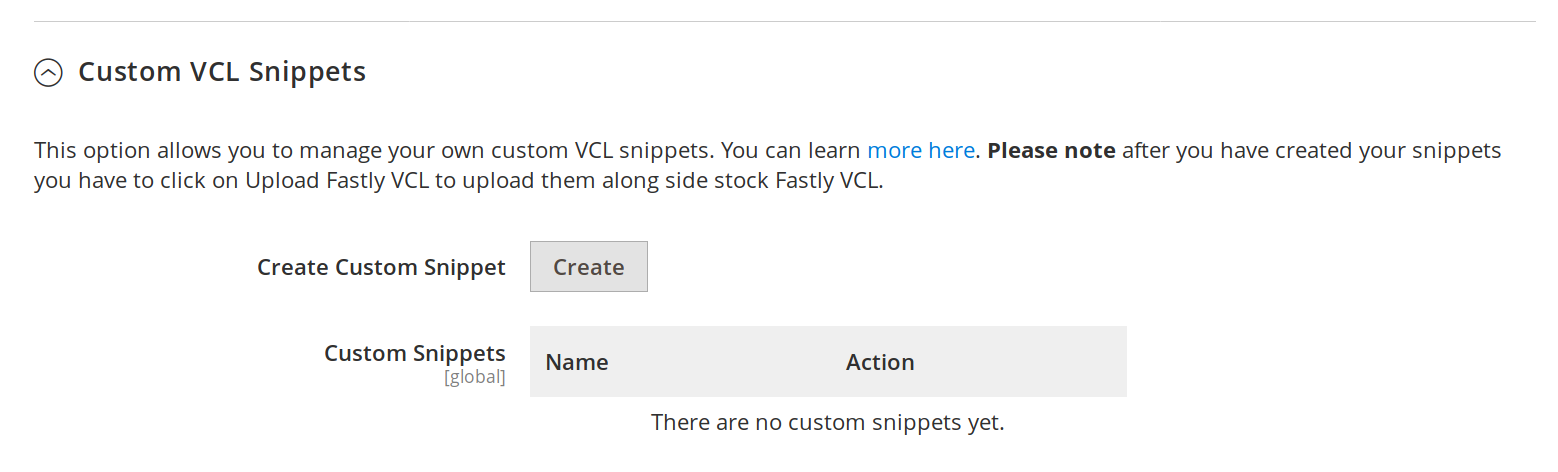 Custom VCL Snippets
This option allows you to manage your own custom VCL snippets. You can learn more here. Please note after you have created your snippets
you have to click on Upload Fastly VCL to upload them along side stock Fastly VCL.
Create Custom Snippet Create
Custom Snippets Name Action
[global]
There are no custom snippets yet.